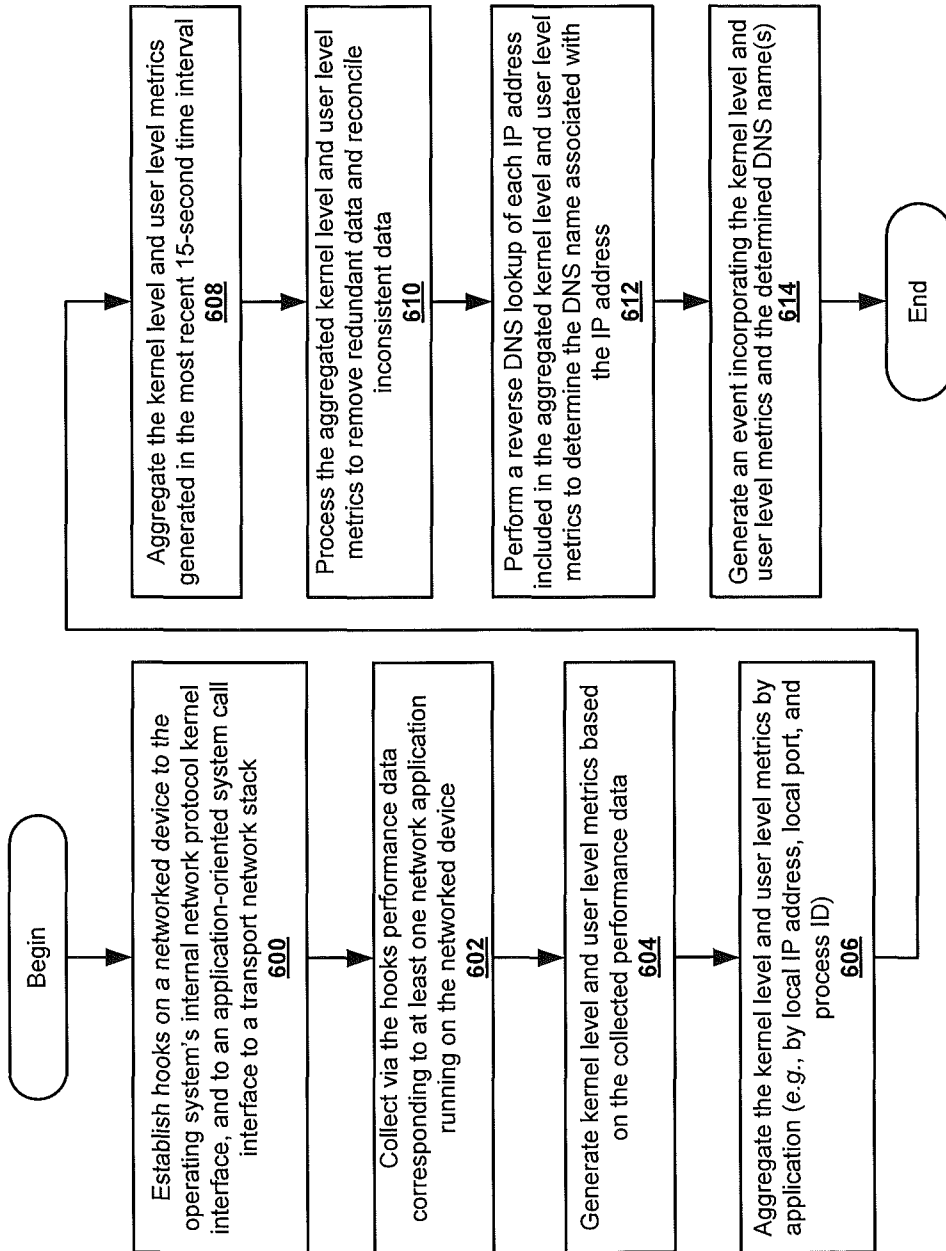 Begin
Establish hooks on a networked device to the
operating system's internal network protocol kernel
interface, and to an application-oriented system call
interface to a transport network stack
600
Collect via the hooks performance data
corresponding to at least one network application
running on the networked device
602
Generate kernel level and user level metrics based
on the collected performance data
604
Aggregate the kernel level and user level metrics by
application (e.g., by local IP address, local port, and
process ID)
606
Aggregate the kernel level and user level metrics
generated in the most recent 15-second time interval
608
Process the aggregated kernel level and user level
metrics to remove redundant data and reconcile
inconsistent data
610
Perform a reverse DNS lookup of each IP address
included in the aggregated kernel level and user level
metrics to determine the DNS name associated with
the IP address
612
Generate an event incorporating the kernel level and
user level metrics and the determined DNS name(s)
614
End